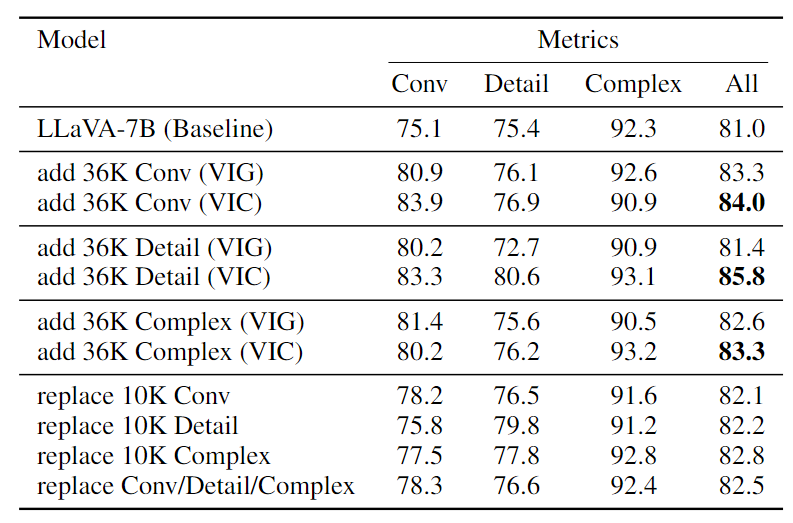 Model Metrics
Conv Detail Complex All
LLaVA-7B (Baseline) 75.1 75.4 92.3 81.0
add 36K Conv (VIG) 80.9 76.1 92.6 83.3
add 36K Conv (VIC) 83.9 76.9 90.9 84.0
add 36K Detail (VIG) 80.2 72.7 90.9 81.4
add 36K Detail (VIC) 83.3 80.6 93.1 85.8
add 36K Complex (VIG) 81.4 75.6 90.5 82.6
add 36K Complex (VIC) 80.2 76.2 93.2 83.3
replace 10K Conv 78.2 76.5 91.6 82.1
replace 10K Detail 75.8 79.8 91.2 82.2
replace 10K Complex 77.5 77.8 92.8 82.8
replace Conv/Detail/Complex 78.3 76.6 92.4 82.5